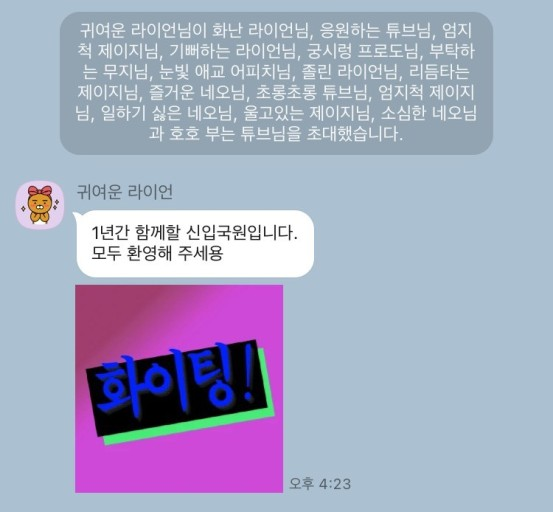 귀여운 라이언님이 화난 라이언님, 응원하는 튜브님, 엄지
척 제이지님, 기뻐하는 라이언님, 궁시렁 프로도님, 부탁하
는 무지님, 눈빛 애교 어피치님, 졸린 라이언님, 리듬타는
제이지님, 즐거운 네오님, 초롱초롱 튜브님, 엄지척 제이지
님, 일하기 싫은 네오님, 울고있는 제이지님, 소심한 네오님
과 호호 부는 튜브님을 초대했습니다.
귀여운 라이언
1년간 함께할 신입국원입니다.
모두 환영해 주세용
화이팅!
오후 4:23